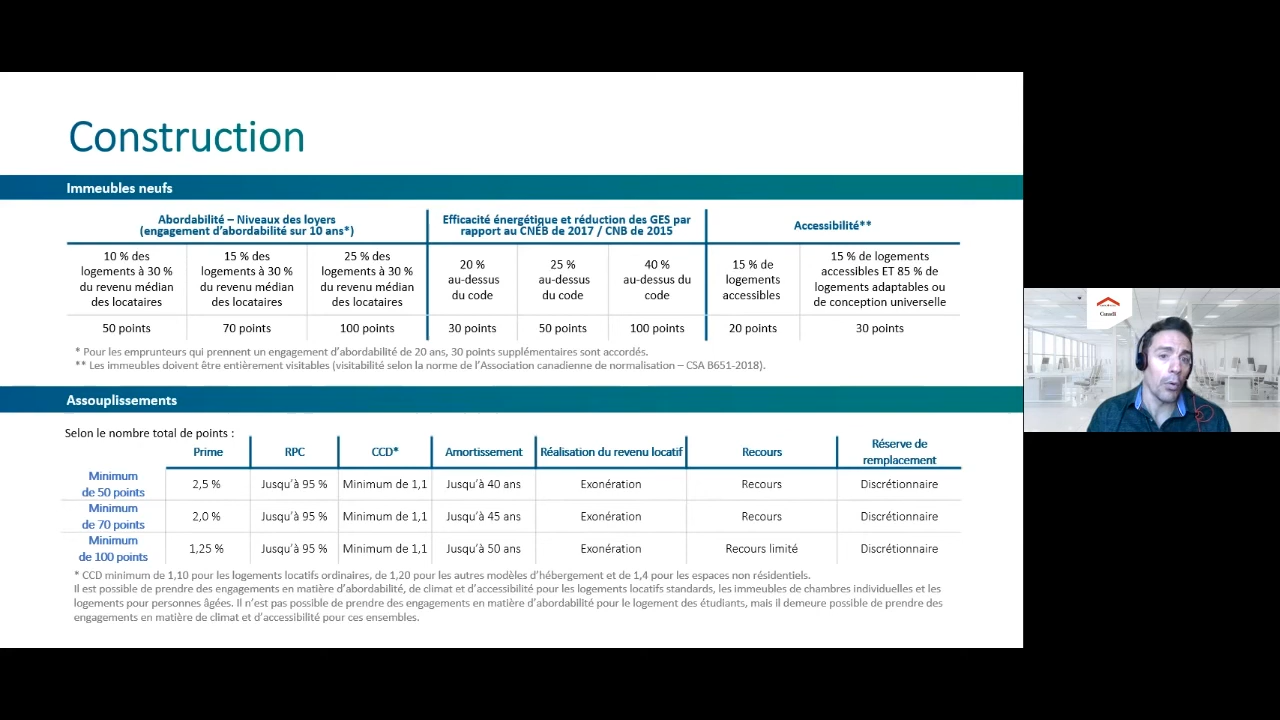 Construction
Immeubles neufs
Abordabilité – Niveaux des loyers
(engagement d'abordabilité sur 10 ans*)
Efficacité énergétique et réduction des GES par
rapport au CNÉB de 2017 / CNB de 2015
Accessibilité**
10 % des
logements à 30 %
du revenu médian
des locataires
15 % des
logements à 30 %
du revenu médian
des locataires
25 % des
logements à 30 %
du revenu médian
des locataires
20 %
au-dessus
du code
25 %
au-dessus
du code
40 %
au-dessus du
code
15 % de
logements
accessibles
15 % de logements
accessibles ET 85 % de
logements adaptables ou
de conception universelle
50 points
70 points
100 points
30 points
50 points
100 points
20 points
30 points
* Pour les emprunteurs qui prennent un engagement d'abordabilité de 20 ans, 30 points supplémentaires sont accordés.
** Les immeubles doivent être entièrement visitables (visitabilité selon la norme de l'Association canadienne de normalisation – CSA B651-2018).
Assouplissements
Selon le nombre total de points :
Prime
RPC
CCD*
Amortissement
Réalisation du revenu locatif
Recours
Réserve de
remplacement
Minimum
de 50 points
2,5 %
Jusqu'à 95 %
Minimum de 1,1
Jusqu'à 40 ans
Exonération
Recours
Discrétionnaire
Minimum
de 70 points
2,0 %
Jusqu'à 95 %
Minimum de 1,1
Jusqu'à 45 ans
Exonération
Recours
Discrétionnaire
Minimum
de 100 points
1,25 %
Jusqu'à 95 %
Minimum de 1,1
Jusqu'à 50 ans
Exonération
Recours limité
Discrétionnaire
* CCD minimum de 1,10 pour les logements locatifs ordinaires, de 1,20 pour les autres modèles d'hébergement et de 1,4 pour les espaces non résidentiels.
Il est possible de prendre des engagements en matière d'abordabilité, de climat et d'accessibilité pour les logements locatifs standards, les immeubles de chambres individuelles et les
logements pour personnes âgées. Il n'est pas possible de prendre des engagements en matière d'abordabilité pour le logement des étudiants, mais il demeure possible de prendre des
engagements en matière de climat et d'accessibilité pour ces ensembles.